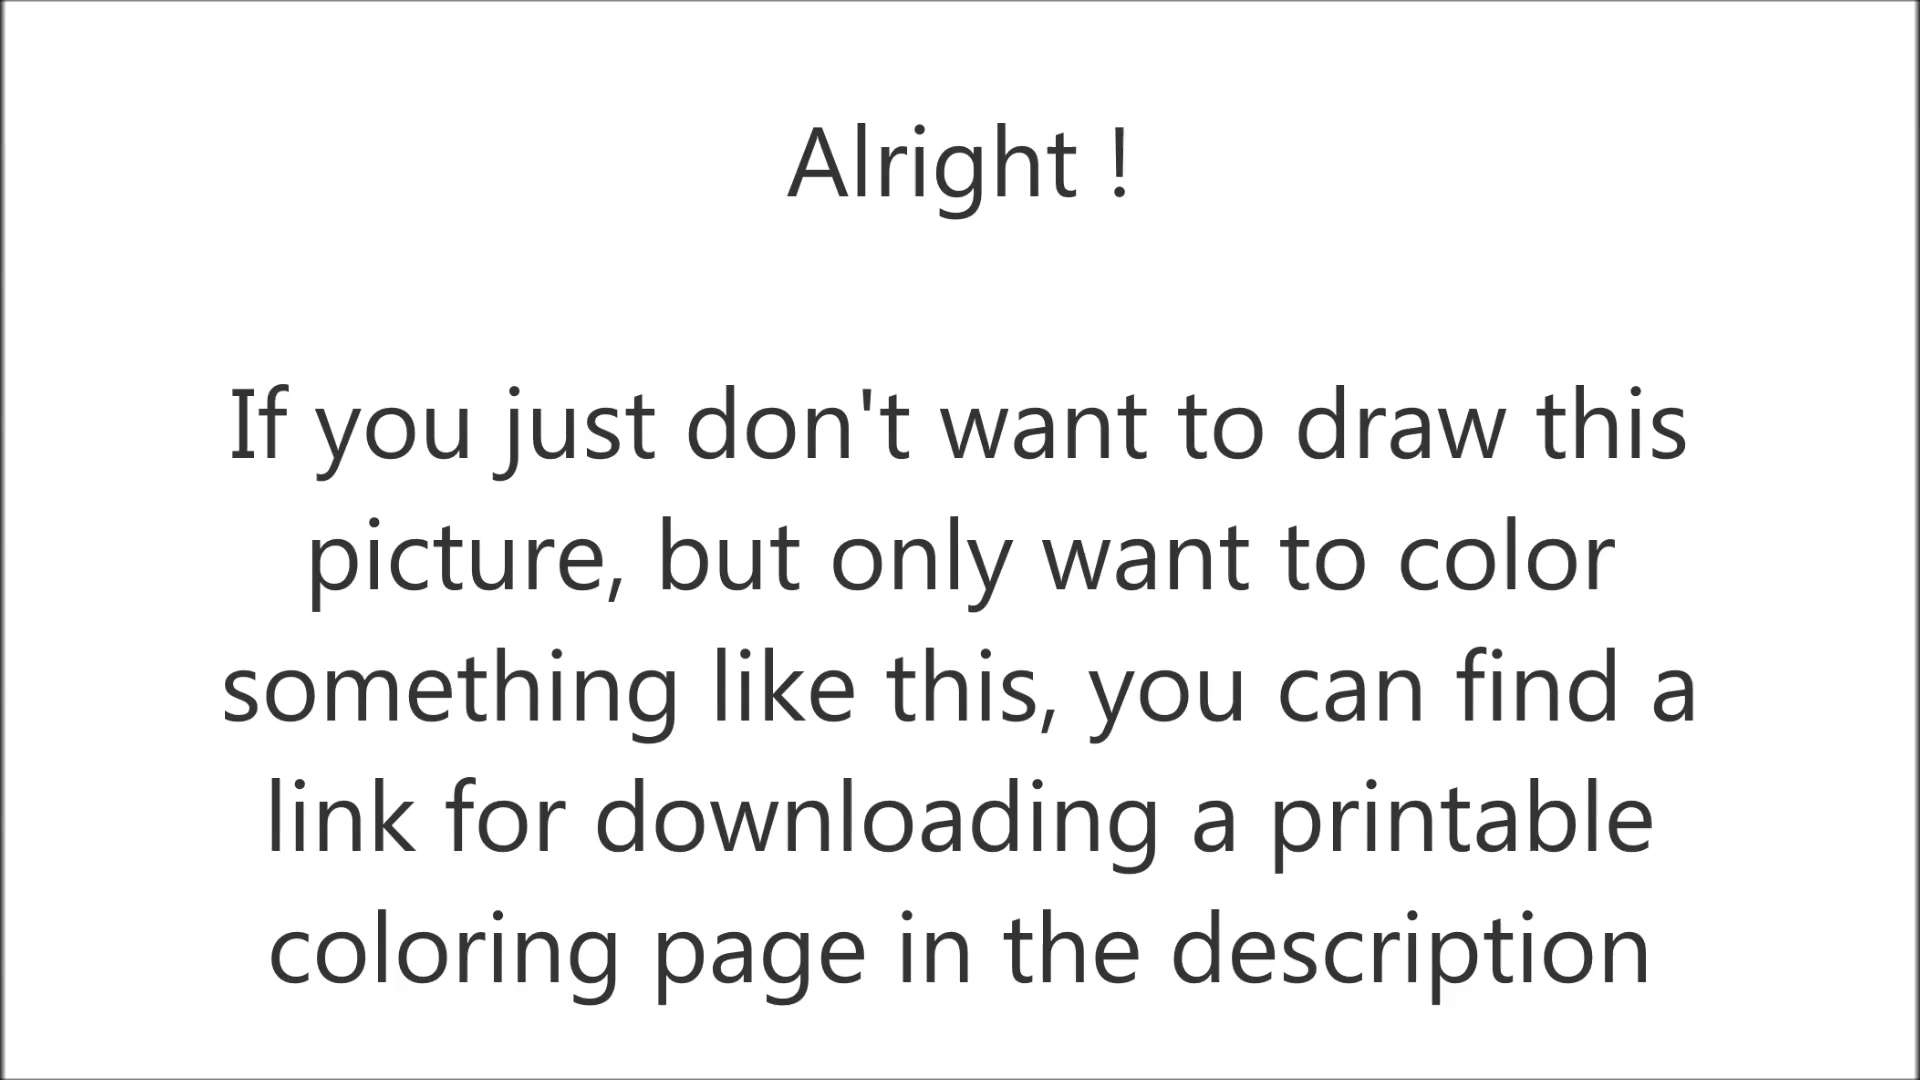 Alright !
If you just don't want to draw this
picture, but only want to color
something like this, you can find a
link for downloading a printable
coloring page in the description